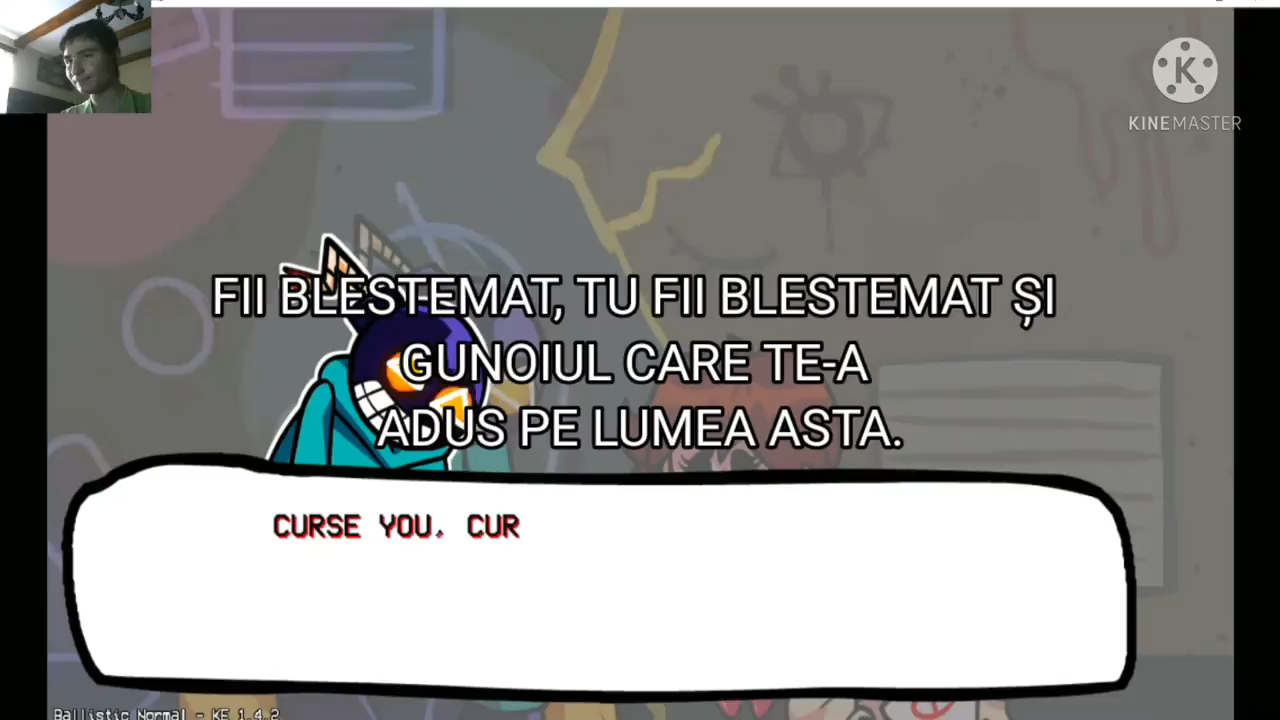 KINEMASTER
FII BLESTEMAT, TU FII BLESTEMAT ȘI
GUNOIUL CARE TE-A
ADUS PE LUMEA ASTA.
CURSE YOU, CUR
Ballistic Normal - KE 1.4.2